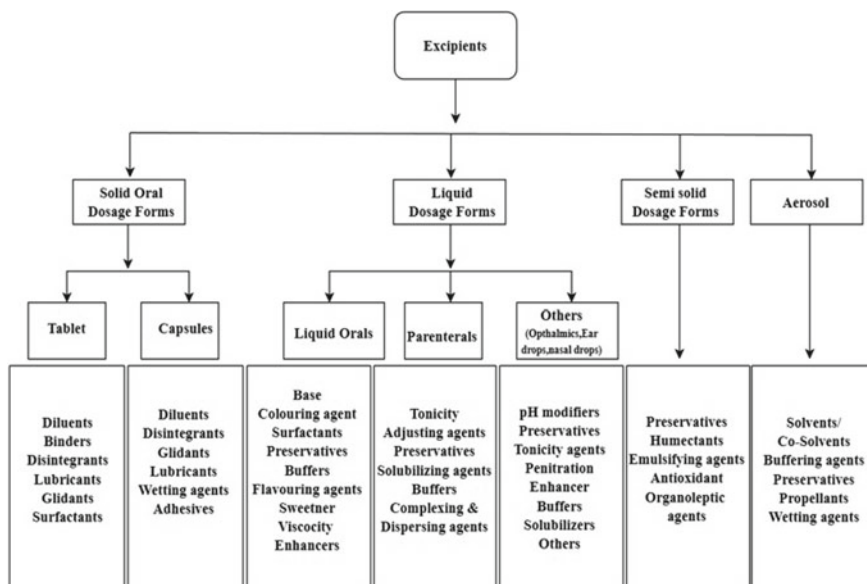 Excipients
Solid Oral
Dosage Forms
Liquid
Dosage Forms
Semi solid
Dosage Forms
Aerosol
Tablet
Capsules
Liquid Orals
Parenterals
Others
(Opthalmics,Ear
drops,nasal drops)
Diluents
Binders
Disintegrants
Lubricants
Glidants
Surfactants
Diluents
Disintegrants
Glidants
Lubricants
Wetting agents
Adhesives
Base
Colouring agent
Surfactants
Preservatives
Buffers
Flavouring agents
Sweetner
Viscocity
Enhancers
Tonicity
Adjusting agents
Preservatives
Solubilizing agents
Buffers
Complexing &
Dispersing agents
pH modifiers
Preservatives
Tonicity agents
Penitration
Enhancer
Buffers
Solubilizers
Others
Preservatives
Humectants
Emulsifying agents
Antioxidant
Organoleptic
agents
Solvents/
Co-Solvents
Buffering agents
Preservatives
Propellants
Wetting agents